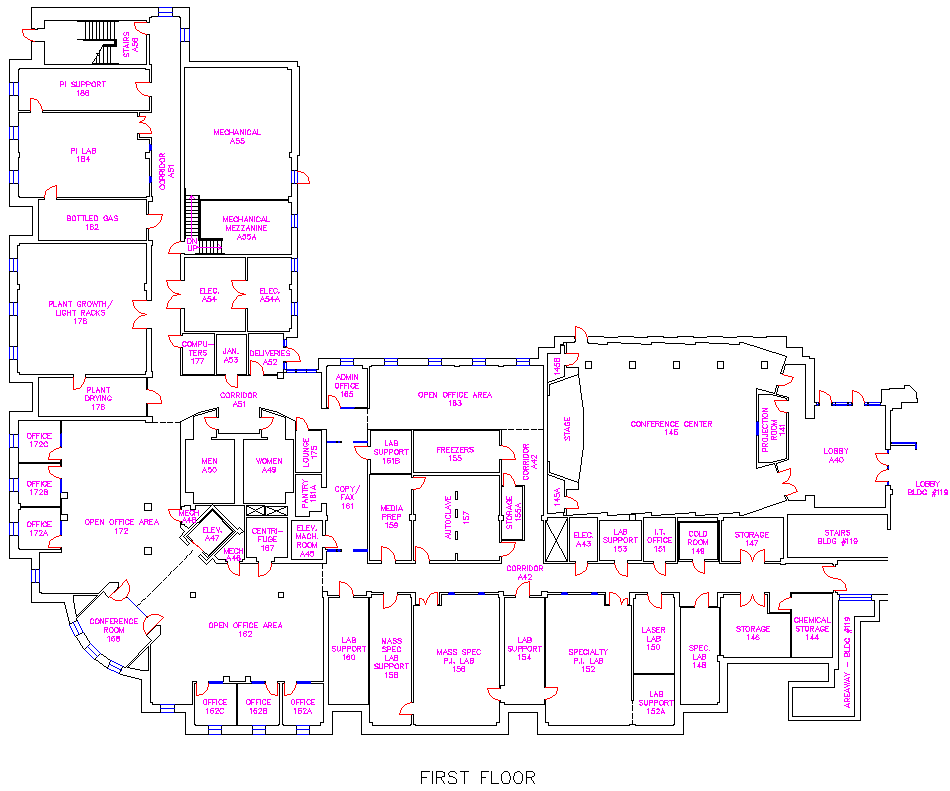 STAIRS
A56
PI SUPPORT
186
PI LAB
184
CORRIDOR
A51
MECHANICAL
A55
BOTTLED GAS
182
MECHANICAL
MEZZANINE
A55A
DN
UP
PLANT GROWTH/
LIGHT RACKS
178
ELEC.
A54
ELEC.
A54A
COMPU-
TERS
177
JAN.
A53
DELIVERIES
A52
PLANT
DRYING
176
CORRIDOR
A51
ADMIN
OFFICE
165
OPEN OFFICE AREA
163
165B
STAGE
CONFERENCE CENTER
145
PROJECTION
ROOM
141
LOBBY
A40
LOBBY
BLDG #119
OFFICE
172C
OFFICE
172B
OFFICE
172A
OPEN OFFICE AREA
172
MEN
A50
WOMEN
A49
LOUNGE
175
PANTRY
161A
LAB
SUPPORT
161B
FREEZERS
155
CORRIDOR
A42
COPY/
FAX
161
MEDIA
PREP
159
AUTOCLAVE
157
STORAGE
155A
145A
MECH
A48
ELEV.
A47
MECH
A46
CENTRI-
FUGE
167
ELEV.
MACH.
ROOM
A45
ELEC.
A43
LAB
SUPPORT
153
I.T.
OFFICE
151
COLD
ROOM
149
STORAGE
147
STAIRS
BLDG #119
CORRIDOR
A42
CONFERENCE
ROOM
168
OPEN OFFICE AREA
162
LAB
SUPPORT
160
MASS
SPEC
LAB
SUPPORT
158
MASS SPEC
P.I. LAB
156
LAB
SUPPORT
154
SPECIALTY
P.I. LAB
152
LASER
LAB
150
LAB
SUPPORT
152A
SPEC.
LAB
148
STORAGE
146
CHEMICAL
STORAGE
144
AREAWAY - BLDG #119
OFFICE
162C
OFFICE
162B
OFFICE
162A
FIRST FLOOR